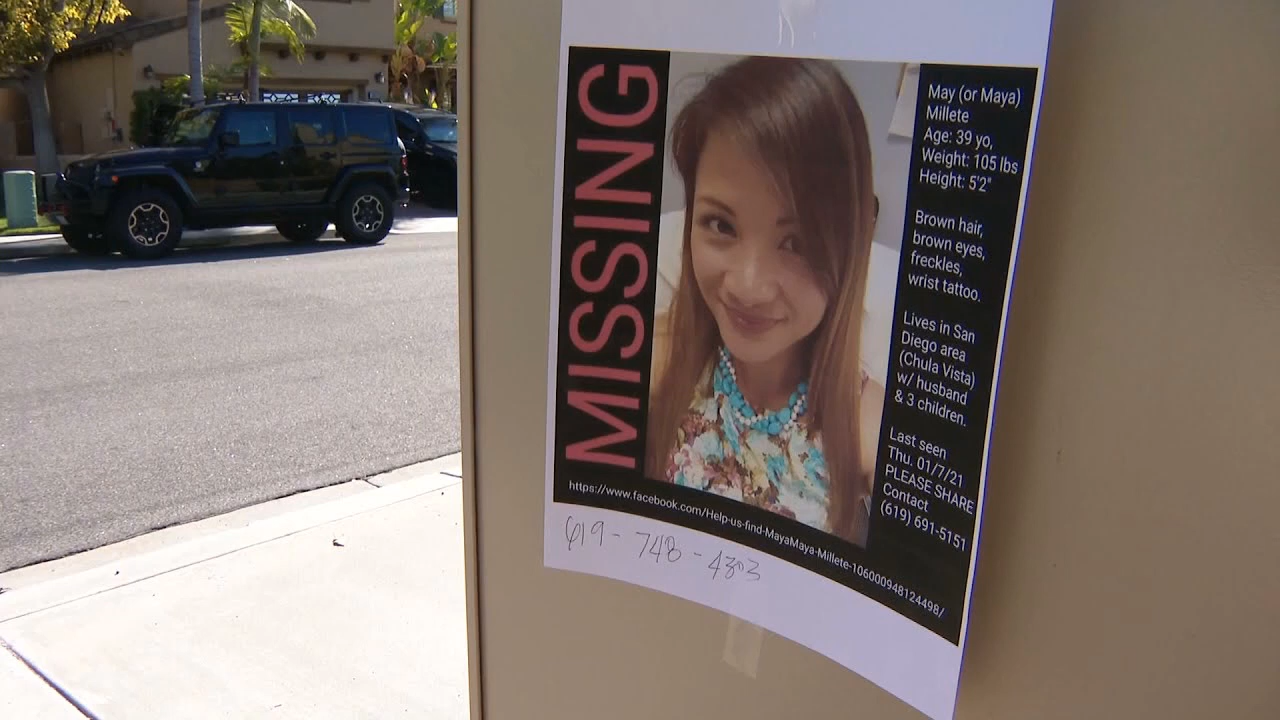 MISSING
May (or Maya)
Millete
Age: 39 yo,
Weight: 105 lbs
Height: 5'2"
Brown hair,
brown eyes,
freckles,
wrist tattoo.
Lives in San
Diego area
(Chula Vista)
w/ husband
& 3 children.
Last seen
Thu. 01/7/21
PLEASE SHARE
Contact
(619) 691-5151
https://www.facebook.com/Help-us-find-MayaMaya-Millete-106000948124498/
619-748-4303